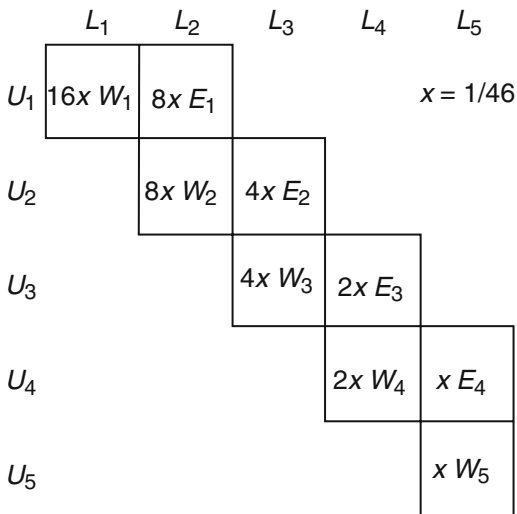 L₁ L₂ L₃ L₄ L₅
U₁ 16x W₁ 8x E₁ x = 1/46
U₂ 8x W₂ 4x E₂
U₃ 4x W₃ 2x E₃
U₄ 2x W₄ x E₄
U₅ x W₅